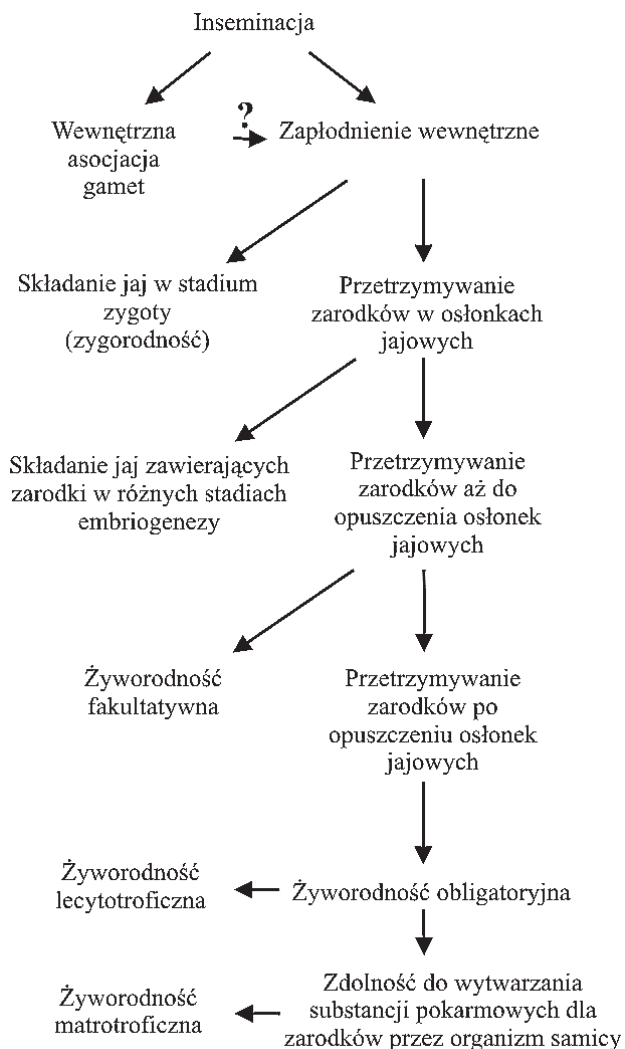 Inseminacja
?
Wewnętrzna
asocjacja
gamet
Zapłodnienie wewnętrzne
Składanie jaj w stadium
zygoty
(zygorodność)
Przetrzymywanie
zarodków w osłonkach
jajowych
Składanie jaj zawierających
zarodki w różnych stadiach
embriogenezy
Przetrzymywanie
zarodków aż do
opuszczenia osłonek
jajowych
Żyworodność
fakultatywna
Przetrzymywanie
zarodków po
opuszczeniu osłonek
jajowych
Żyworodność
lecytotroficzna
Żyworodność obligatoryjna
Żyworodność
matrotroficzna
Zdolność do wytwarzania
substancji pokarmowych dla
zarodków przez organizm samicy